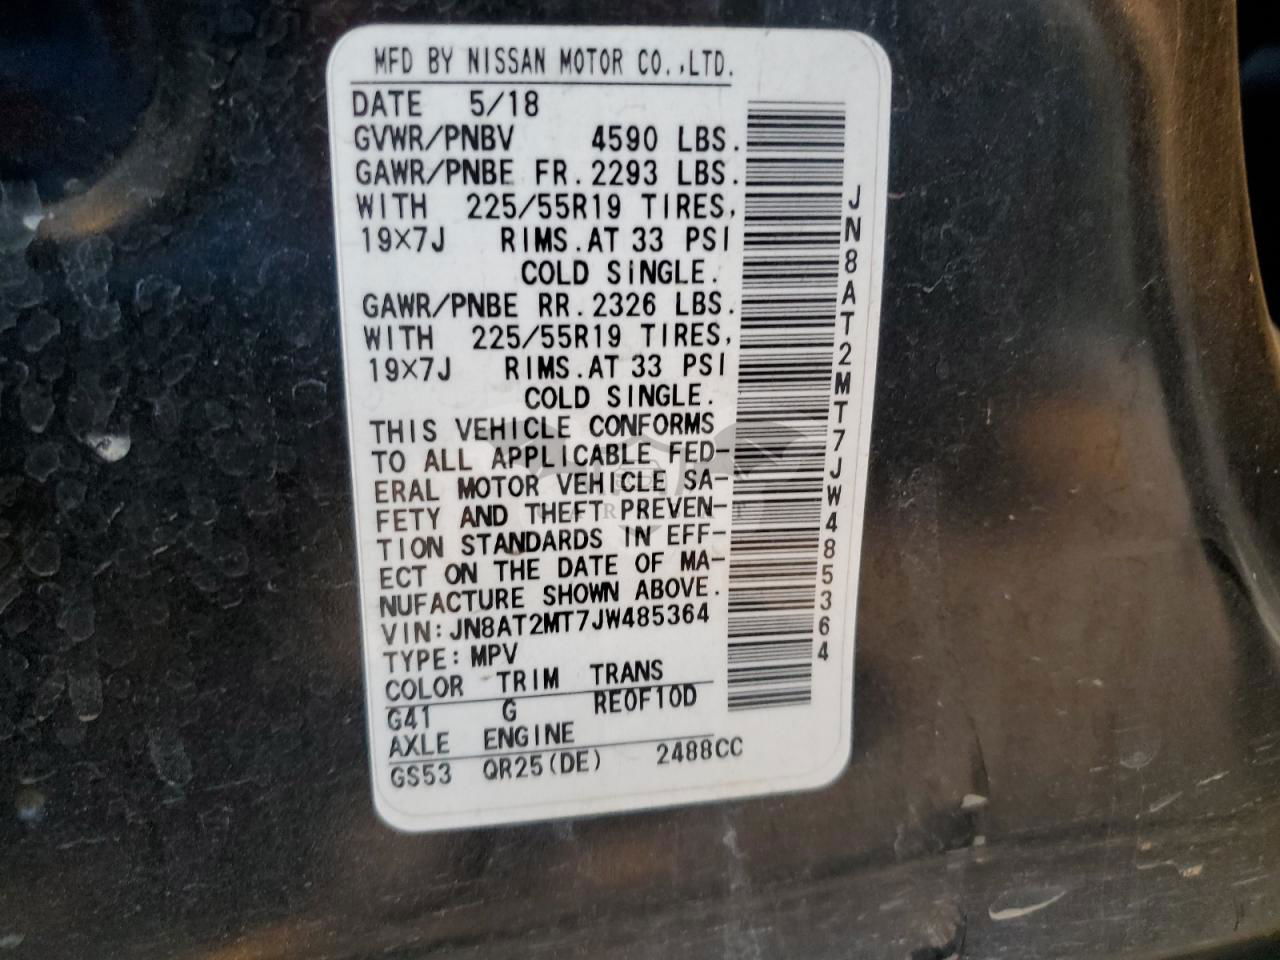 MFD BY NISSAN MOTOR CO.,LTD.
DATE 5/18
GVWR/PNBV 4590 LBS.
GAWR/PNBE FR.2293 LBS.
WITH 225/55R19 TIRES,
19×7J RIMS.AT 33 PSI
COLD SINGLE.
GAWR/PNBE RR.2326 LBS.
WITH 225/55R19 TIRES,
19×7J RIMS.AT 33 PSI
COLD SINGLE.
THIS VEHICLE CONFORMS
TO ALL APPLICABLE FED-
ERAL MOTOR VEHICLE SA-
FETY AND THEFT PREVEN-
TION STANDARDS IN EFF-
ECT ON THE DATE OF MA-
NUFACTURE SHOWN ABOVE.
VIN:JN8AT2MT7JW485364
TYPE:MPV
COLOR TRIM TRANS
G41 G RE0F10D
AXLE ENGINE
GS53 QR25(DE) 2488CC
JN8AT2MT7JW485364